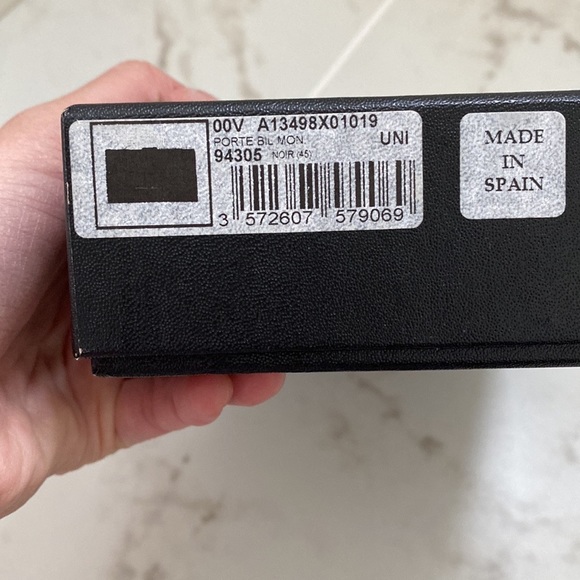 00V A13498X01019
PORTE BIL MON. UNI
94305 NOIR (45)
3 572607 579069
MADE
IN
SPAIN